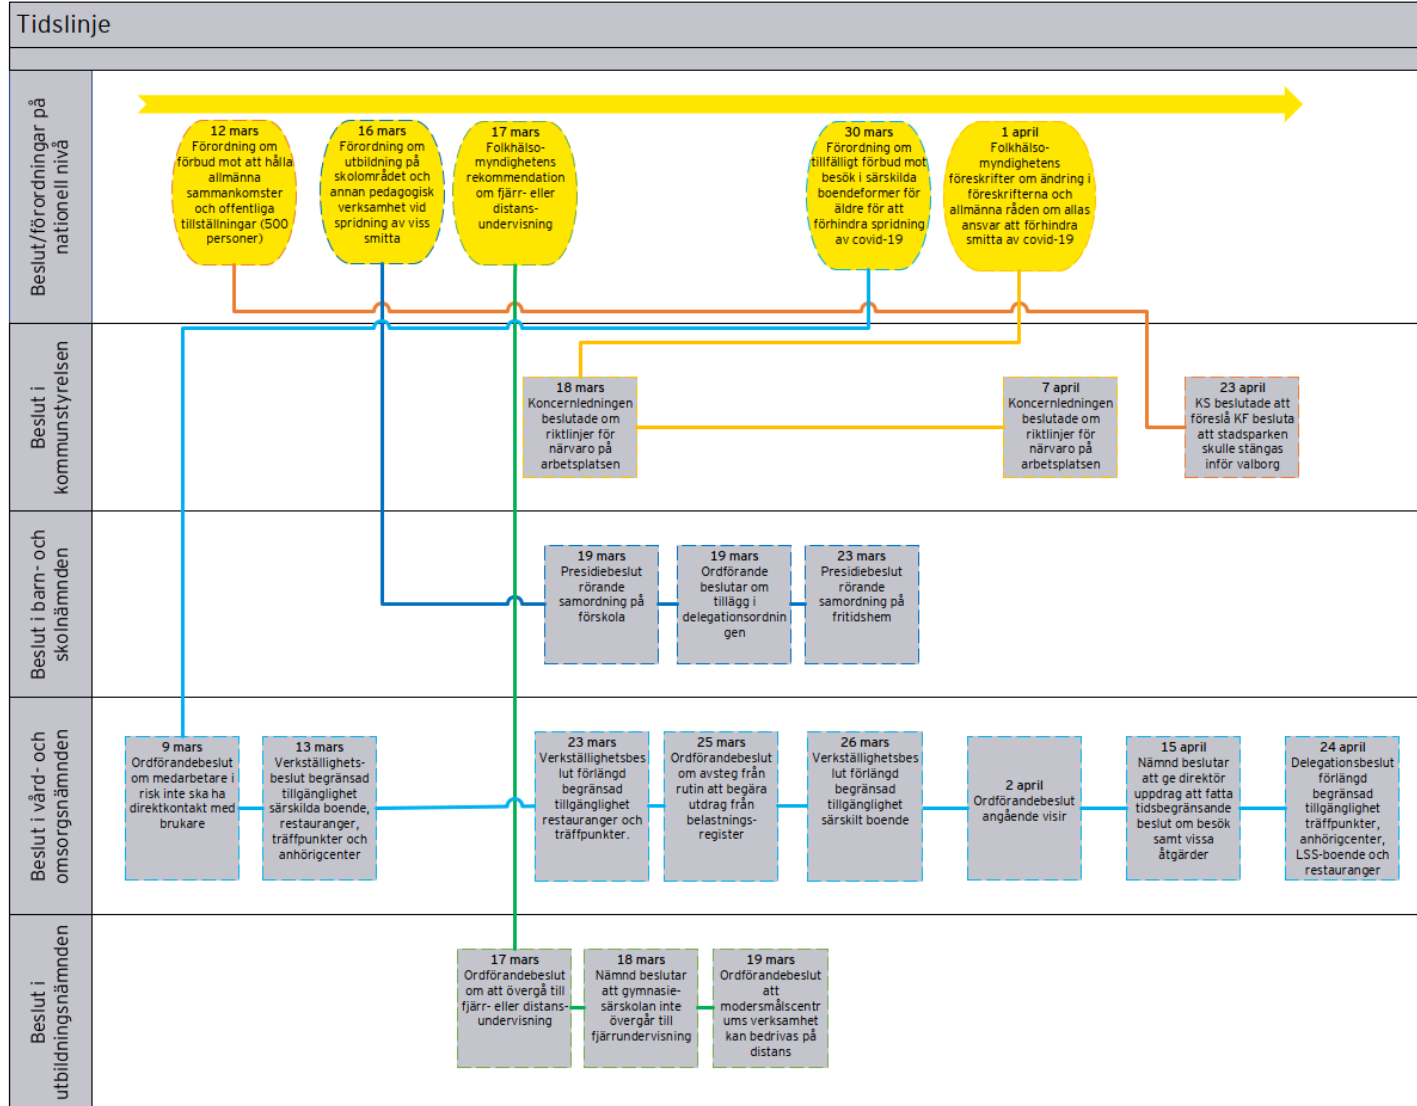 Tidslinje
Beslut/förordningar på
nationell nivå
12 mars
Förordning om
förbud mot att hålla
allmänna
sammankomster
och offentliga
tillställningar (500
personer)
16 mars
Förordning om
utbildning på
skolområdet och
annan pedagogisk
verksamhet vid
spridning av viss
smitta
17 mars
Folkhälso-
myndighetens
rekommendation
om fjärr- eller
distans-
undervisning
30 mars
Förordning om
tillfälligt förbud mot
besök i särskilda
boendeformer för
äldre för att
förhindra spridning
av covid-19
1 april
Folkhälso-
myndighetens
föreskrifter om ändring i
föreskrifterna och
allmänna råden om allas
ansvar att förhindra
smitta av covid-19
Beslut i
kommunstyrelsen
18 mars
Koncernledningen
beslutade om
riktlinjer för
närvaro på
arbetsplatsen
7 april
Koncernledningen
beslutade om
riktlinjer för
närvaro på
arbetsplatsen
23 april
KS beslutade att
föreslå KF besluta
att stadsparken
skulle stängas
inför valborg
Beslut i barn- och
skolnämnden
19 mars
Presidiebeslut
rörande
samordning på
förskola
19 mars
Ordförande
beslutar om
tillägg i
delegationsordnin
gen
23 mars
Presidiebeslut
rörande
samordning på
fritidshem
Beslut i vård- och
omsorgsnämnden
9 mars
Ordförandebeslut
om medarbetare i
risk inte ska ha
direktkontakt med
brukare
13 mars
Verkställighets-
beslut begränsad
tillgänglighet
särskilda boende,
restauranger,
träffpunkter och
anhörigcenter
23 mars
Verkställighetsbes
lut förlängd
begränsad
tillgänglighet
restauranger och
träffpunkter.
25 mars
Ordförandebeslut
om avsteg från
rutin att begära
utdrag från
belastnings-
register
26 mars
Verkställighetsbes
lut förlängd
begränsad
tillgänglighet
särskilt boende
2 april
Ordförandebeslut
angående visir
15 april
Nämnd beslutar
att ge direktör
uppdrag att fatta
tidsbegränsande
beslut om besök
samt vissa
åtgärder
24 april
Delegationsbeslut
förlängd
begränsad
tillgänglighet
träffpunkter,
anhörigcenter,
LSS-boende och
restauranger
Beslut i
utbildningsnämnden
17 mars
Ordförandebeslut
om att övergå till
fjärr- eller distans-
undervisning
18 mars
Nämnd beslutar
att gymnasie-
särskolan inte
övergår till
fjärrundervisning
19 mars
Ordförandebeslut
att
modersmålscentr
ums verksamhet
kan bedrivas på
distans